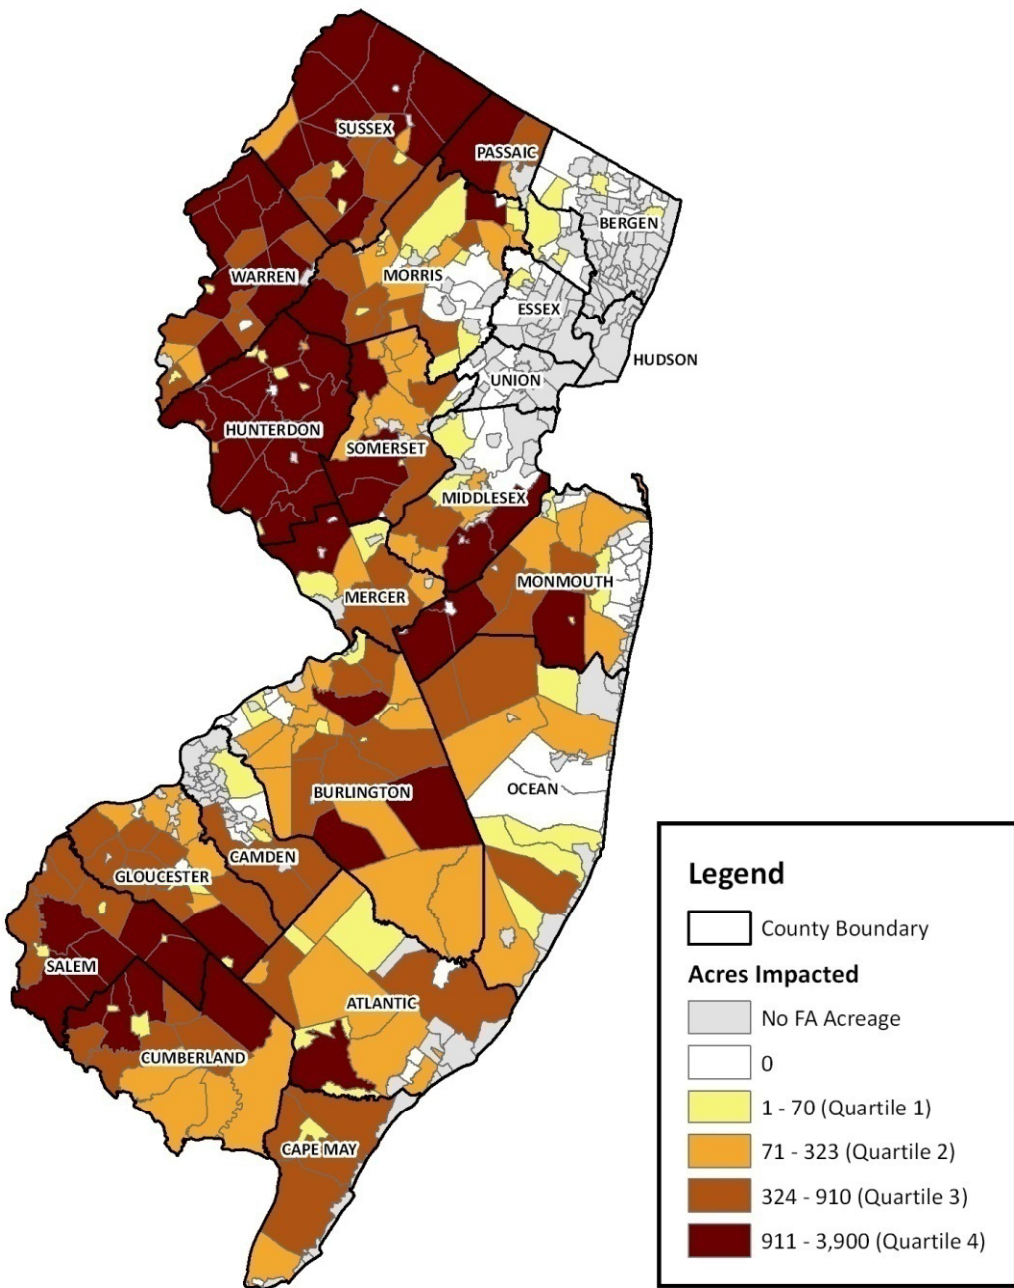 SUSSEX
PASSAIC
BERGEN
WARREN
MORRIS
ESSEX
HUDSON
UNION
HUNTERDON
SOMERSET
MIDDLESEX
MONMOUTH
MERCER
OCEAN
BURLINGTON
CAMDEN
GLOUCESTER
SALEM
ATLANTIC
CUMBERLAND
CAPE MAY
Legend
County Boundary
Acres Impacted
No FA Acreage
0
1 - 70 (Quartile 1)
71 - 323 (Quartile 2)
324 - 910 (Quartile 3)
911 - 3,900 (Quartile 4)